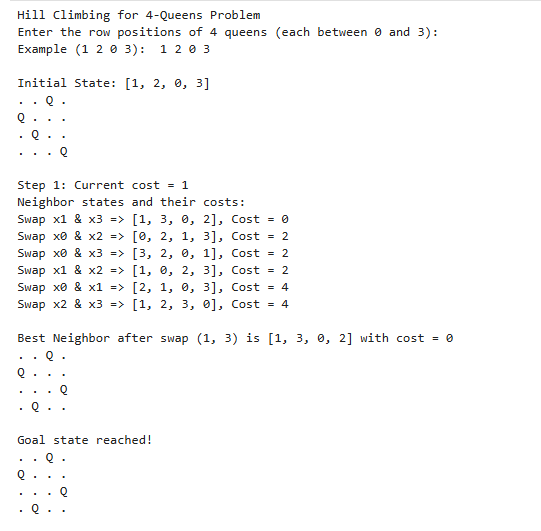 Hill Climbing for 4-Queens Problem
Enter the row positions of 4 queens (each between 0 and 3):
Example (1 2 0 3):  1 2 0 3

Initial State: [1, 2, 0, 3]
. . Q .
Q . . .
. Q . .
. . . Q

Step 1: Current cost = 1
Neighbor states and their costs:
Swap x1 & x3 => [1, 3, 0, 2], Cost = 0
Swap x0 & x2 => [0, 2, 1, 3], Cost = 2
Swap x0 & x3 => [3, 2, 0, 1], Cost = 2
Swap x1 & x2 => [1, 0, 2, 3], Cost = 2
Swap x0 & x1 => [2, 1, 0, 3], Cost = 4
Swap x2 & x3 => [1, 2, 3, 0], Cost = 4

Best Neighbor after swap (1, 3) is [1, 3, 0, 2] with cost = 0
. . Q .
Q . . .
. . . Q
. Q . .

Goal state reached!
. . Q .
Q . . .
. . . Q
. Q . .